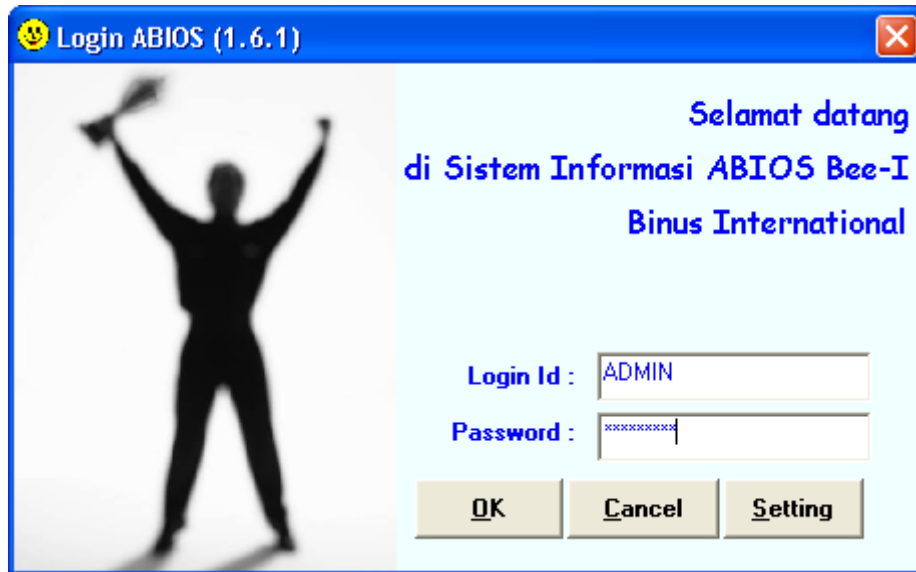 Login ABIOS (1.6.1)
Selamat datang
di Sistem Informasi ABIOS Bee-I
Binus International
Login Id : ADMIN
Password : *********
OK Cancel Setting